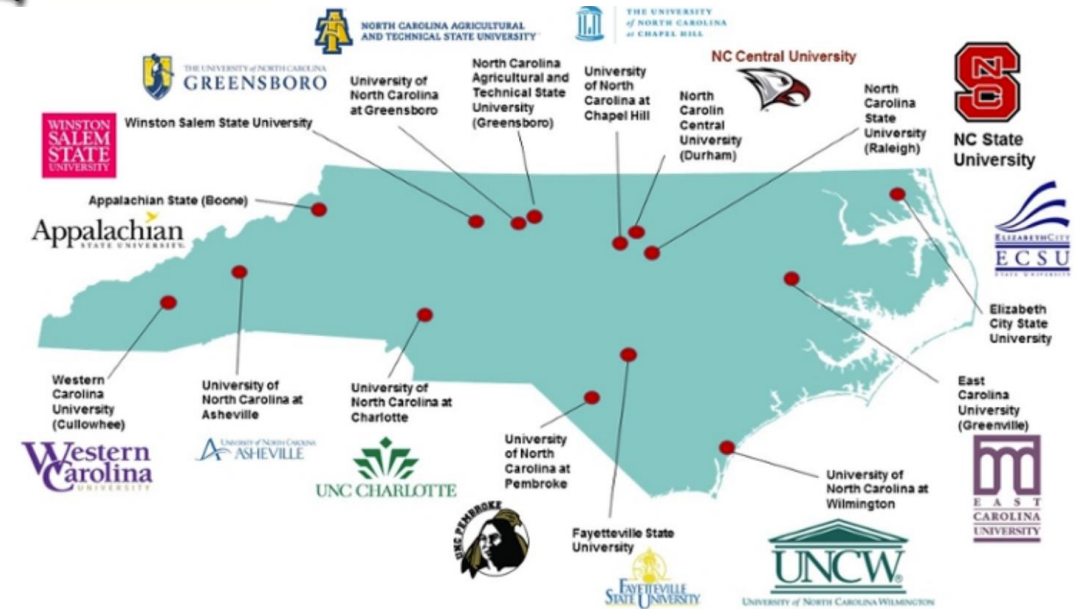 NORTH CAROLINA AGRICULTURAL
AND TECHNICAL STATE UNIVERSITY
THE UNIVERSITY
of NORTH CAROLINA
at CHAPEL HILL
THE UNIVERSITY of NORTH CAROLINA
GREENSBORO
University of
North Carolina
at Greensboro
North Carolina
Agricultural and
Technical State
University
(Greensboro)
University
of North
Carolina at
Chapel Hill
NC Central University
North
Carolin
Central
University
(Durham)
North
Carolina
State
University
(Raleigh)
NC
S
NC State
University
WINSTON
SALEM
STATE
UNIVERSITY
Winston Salem State University
Appalachian State (Boone)
Appalachian
STATE UNIVERSITY
ELIZABETH CITY
ECSU
STATE UNIVERSITY
Elizabeth
City State
University
Western
Carolina
University
(Cullowhee)
Western
Carolina
UNIVERSITY
University of
North Carolina at
Asheville
UNIVERSITY OF NORTH CAROLINA
ASHEVILLE
University of
North Carolina at
Charlotte
UNC CHARLOTTE
University
of North
Carolina at
Pembroke
UNC PEMBROKE
Fayetteville State
University
FAYETTEVILLE
STATE UNIVERSITY
University of
North Carolina at
Wilmington
UNCW®
UNIVERSITY OF NORTH CAROLINA WILMINGTON
East
Carolina
University
(Greenville)
EAST
CAROLINA
UNIVERSITY